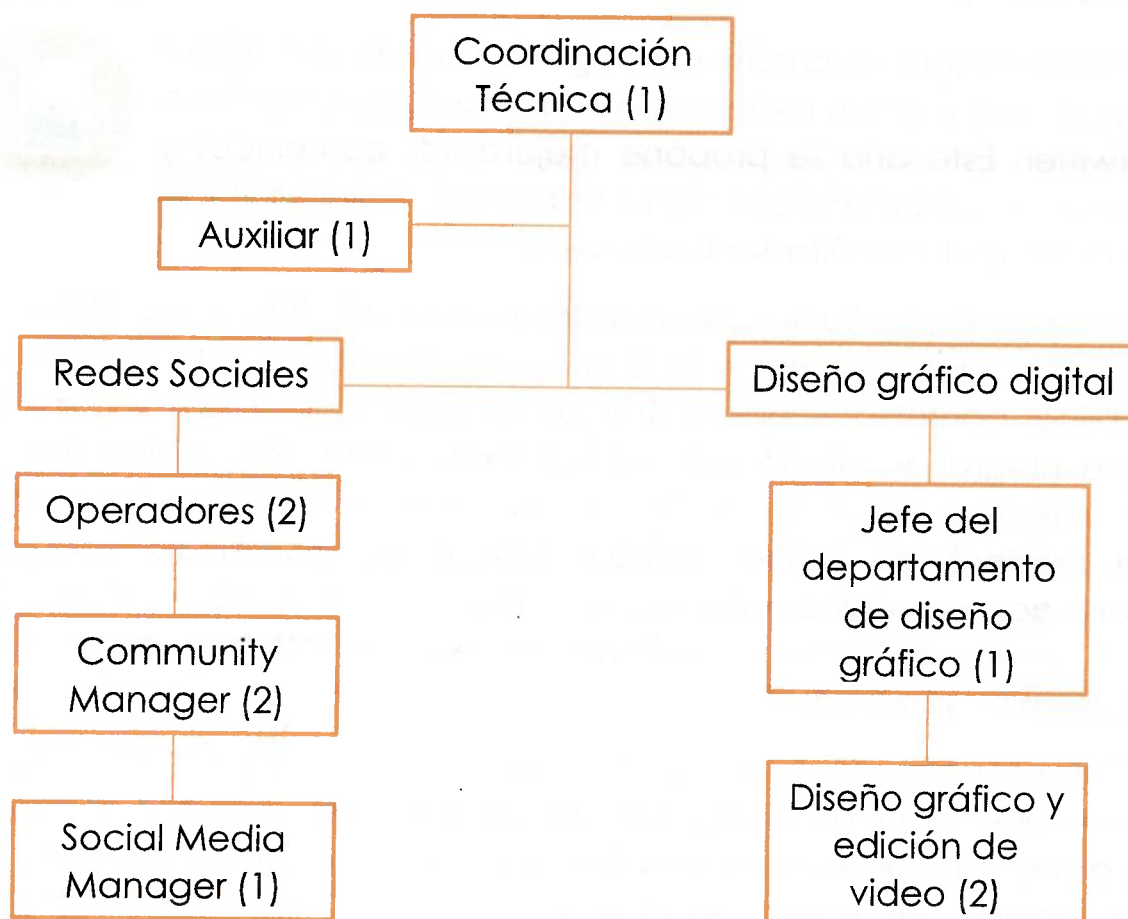 Coordinación
Técnica (1)
Auxiliar (1)
Redes Sociales
Diseño gráfico digital
Operadores (2)
Jefe del
departamento
de diseño
gráfico (1)
Community
Manager (2)
Social Media
Manager (1)
Diseño gráfico y
edición de
video (2)